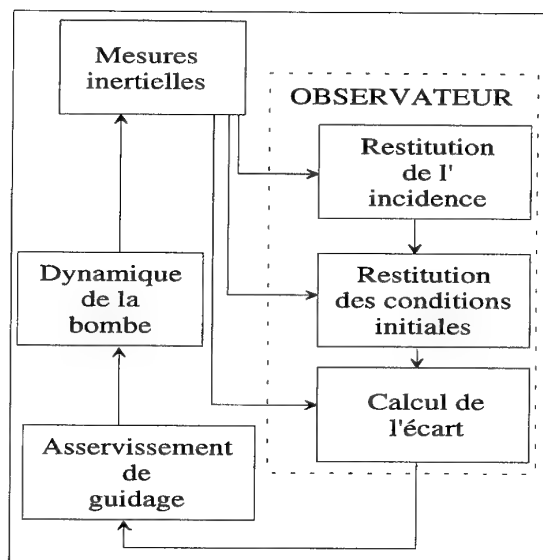 Mesures
inertielles
OBSERVATEUR
Restitution
de l'
incidence
Dynamique
de la
bombe
Restitution
des conditions
initiales
Calcul de
l'écart
Asservissement
de
guidage